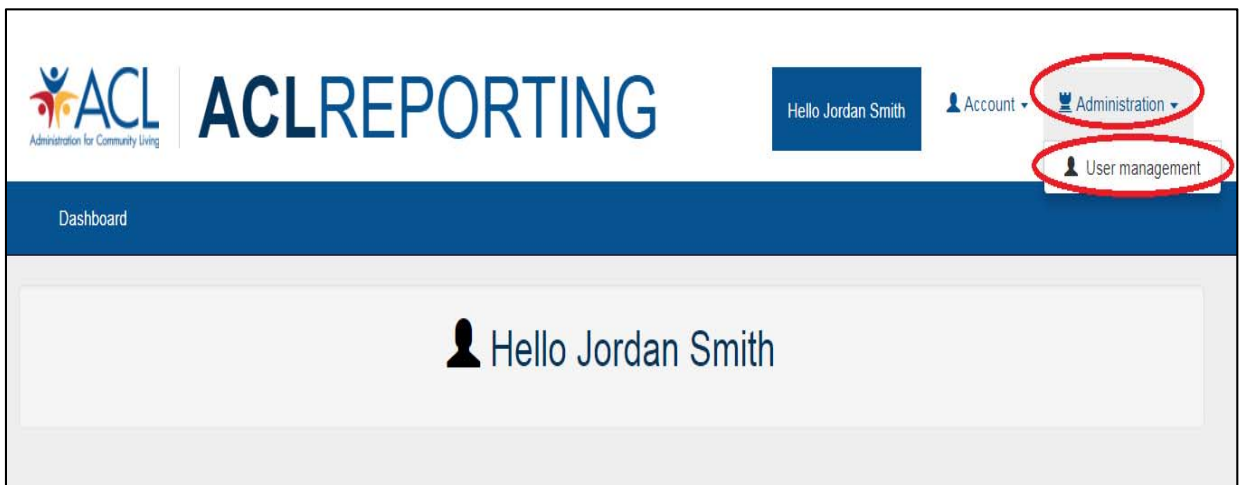 ACL
Administration for Community Living
ACLREPORTING
Hello Jordan Smith
Account
Administration
User management
Dashboard
Hello Jordan Smith